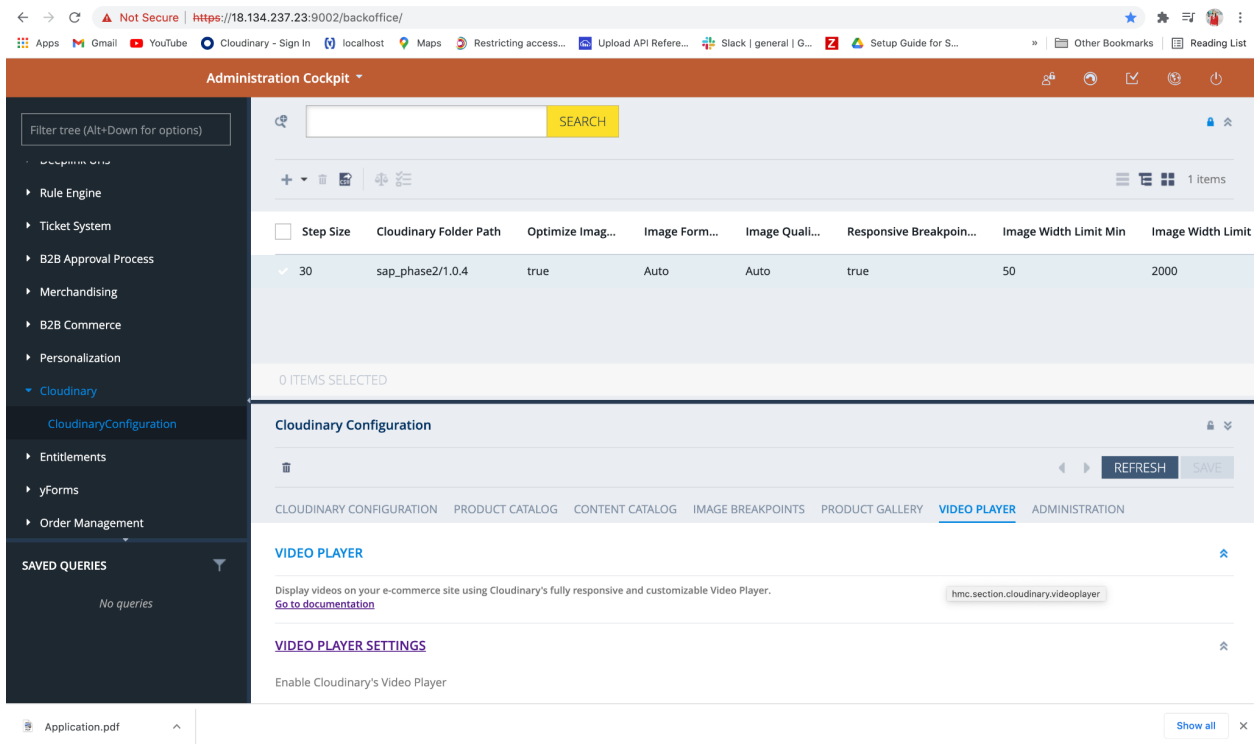 Not Secure | https://18.134.237.23:9002/backoffice/
Apps Gmail YouTube Cloudinary - Sign In localhost Maps Restricting access... Upload API Refere... Slack | general | G... Z Setup Guide for S... » Other Bookmarks Reading List
Administration Cockpit
Filter tree (Alt+Down for options)
Deeplink Urls
Rule Engine
Ticket System
B2B Approval Process
Merchandising
B2B Commerce
Personalization
Cloudinary
CloudinaryConfiguration
Entitlements
yForms
Order Management
SAVED QUERIES
No queries
SEARCH
CSV
1 items
Step Size Cloudinary Folder Path Optimize Imag... Image Form... Image Quali... Responsive Breakpoin... Image Width Limit Min Image Width Limit
30 sap_phase2/1.0.4 true Auto Auto true 50 2000
0 ITEMS SELECTED
Cloudinary Configuration
REFRESH SAVE
CLOUDINARY CONFIGURATION PRODUCT CATALOG CONTENT CATALOG IMAGE BREAKPOINTS PRODUCT GALLERY VIDEO PLAYER ADMINISTRATION
VIDEO PLAYER
Display videos on your e-commerce site using Cloudinary's fully responsive and customizable Video Player.
Go to documentation
hmc.section.cloudinary.videoplayer
VIDEO PLAYER SETTINGS
Enable Cloudinary's Video Player
Application.pdf
Show all